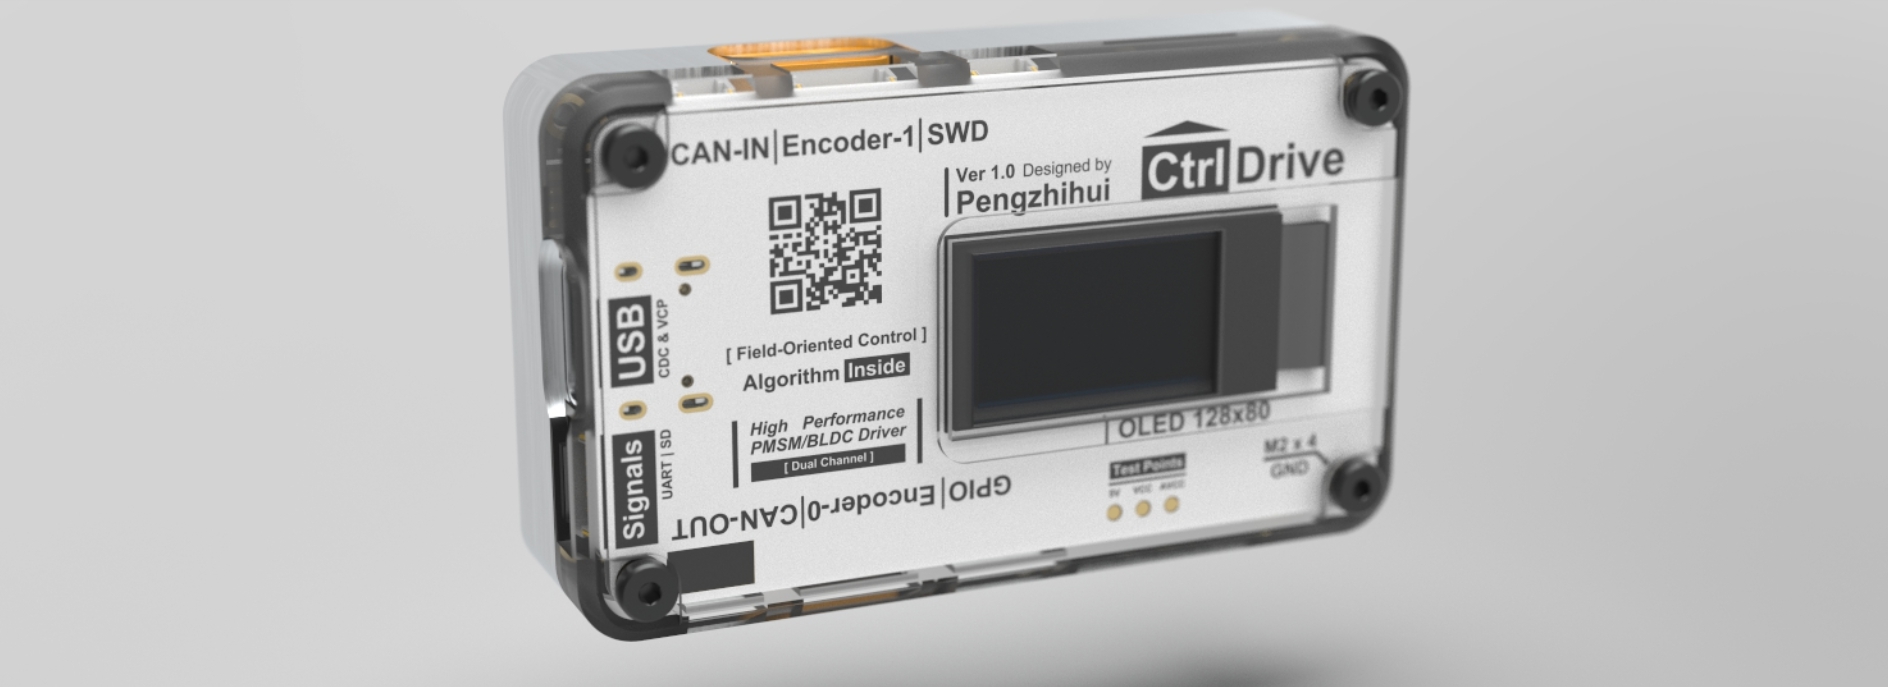 CAN-IN|Encoder-1|SWD
Ver 1.0 Designed by
Pengzhihui
Ctrl Drive
USB
CDC & VCP
[ Field-Oriented Control ]
Algorithm Inside
High Performance
PMSM/BLDC Driver
[ Dual Channel ]
OLED 128x80
M2 x 4
GND
Test Points
5V VCC AVCC
Signals
UART | SD
GPIO|Encoder-0|CAN-OUT